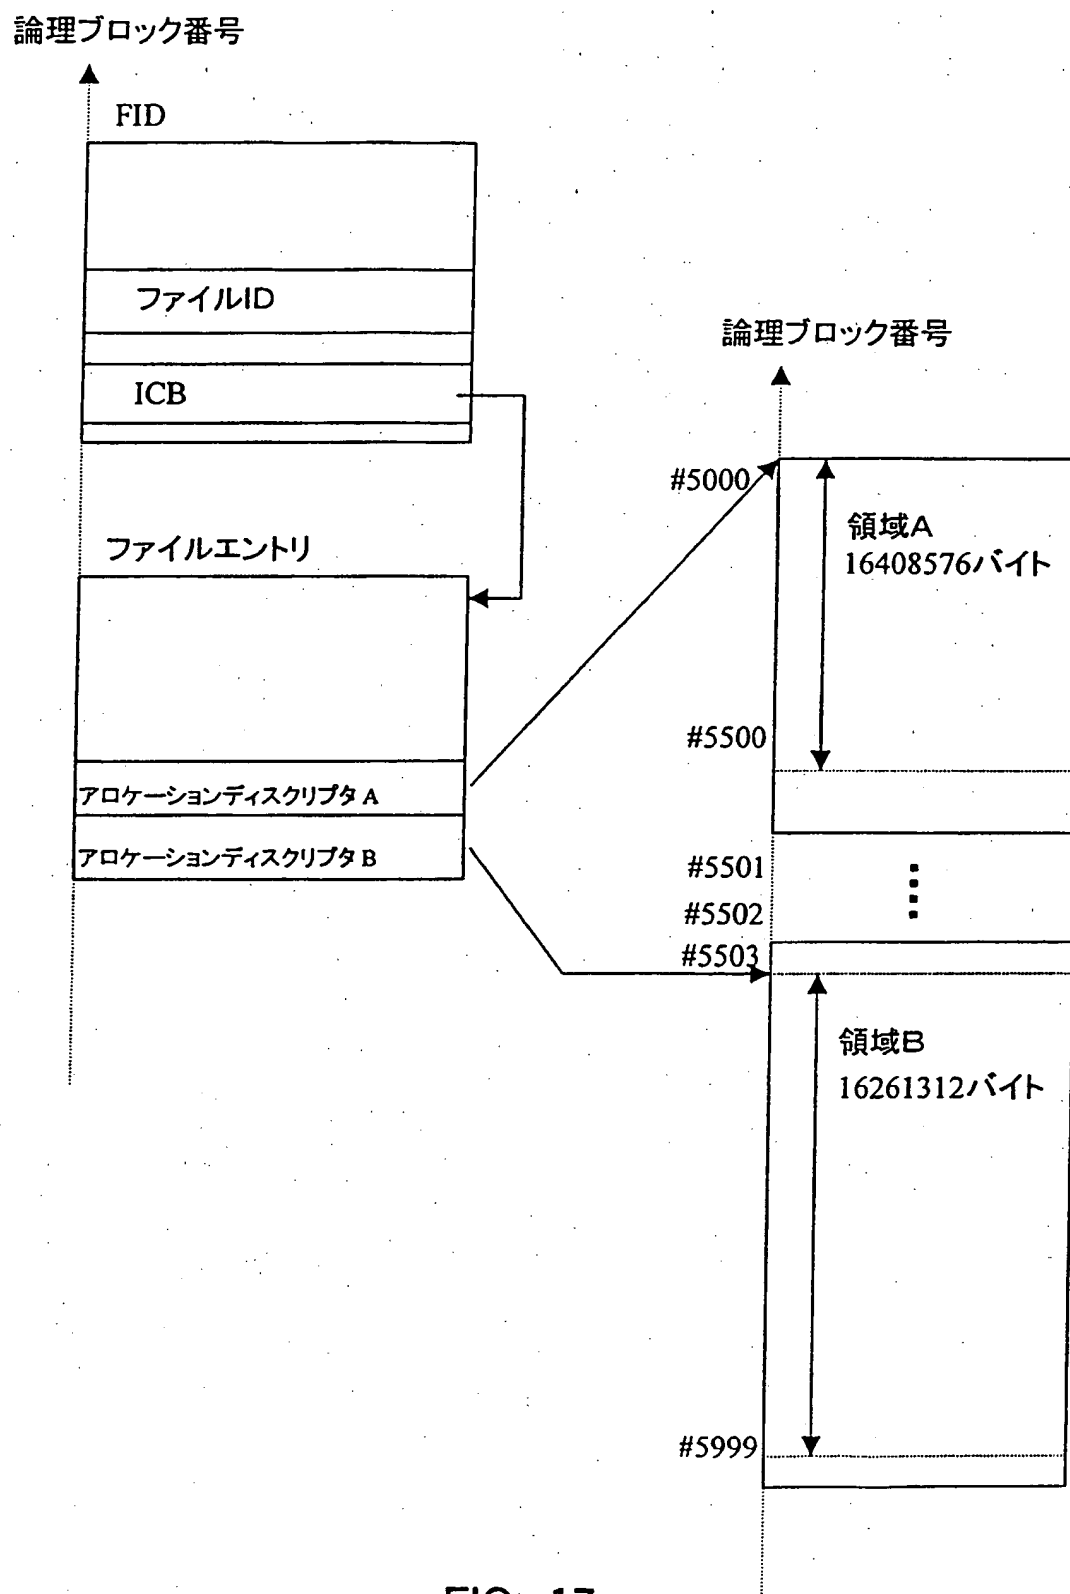 論理ブロック番号
FID
ファイルID
ICB
ファイルエントリ
アロケーションディスクリプタ A
アロケーションディスクリプタ B
論理ブロック番号
#5000
領域A
16408576バイト
#5500
#5501
#5502
#5503
領域B
16261312バイト
#5999